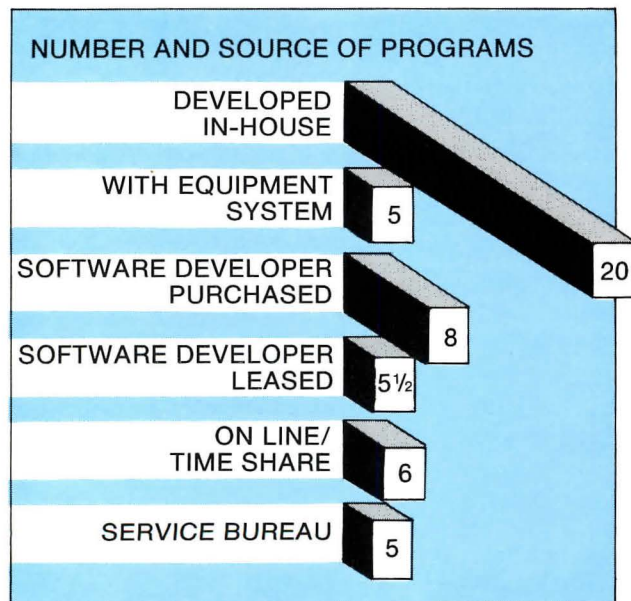 NUMBER AND SOURCE OF PROGRAMS
DEVELOPED
IN-HOUSE
20
WITH EQUIPMENT
SYSTEM
5
SOFTWARE DEVELOPER
PURCHASED
8
SOFTWARE DEVELOPER
LEASED
5½
ON LINE/
TIME SHARE
6
SERVICE BUREAU
5